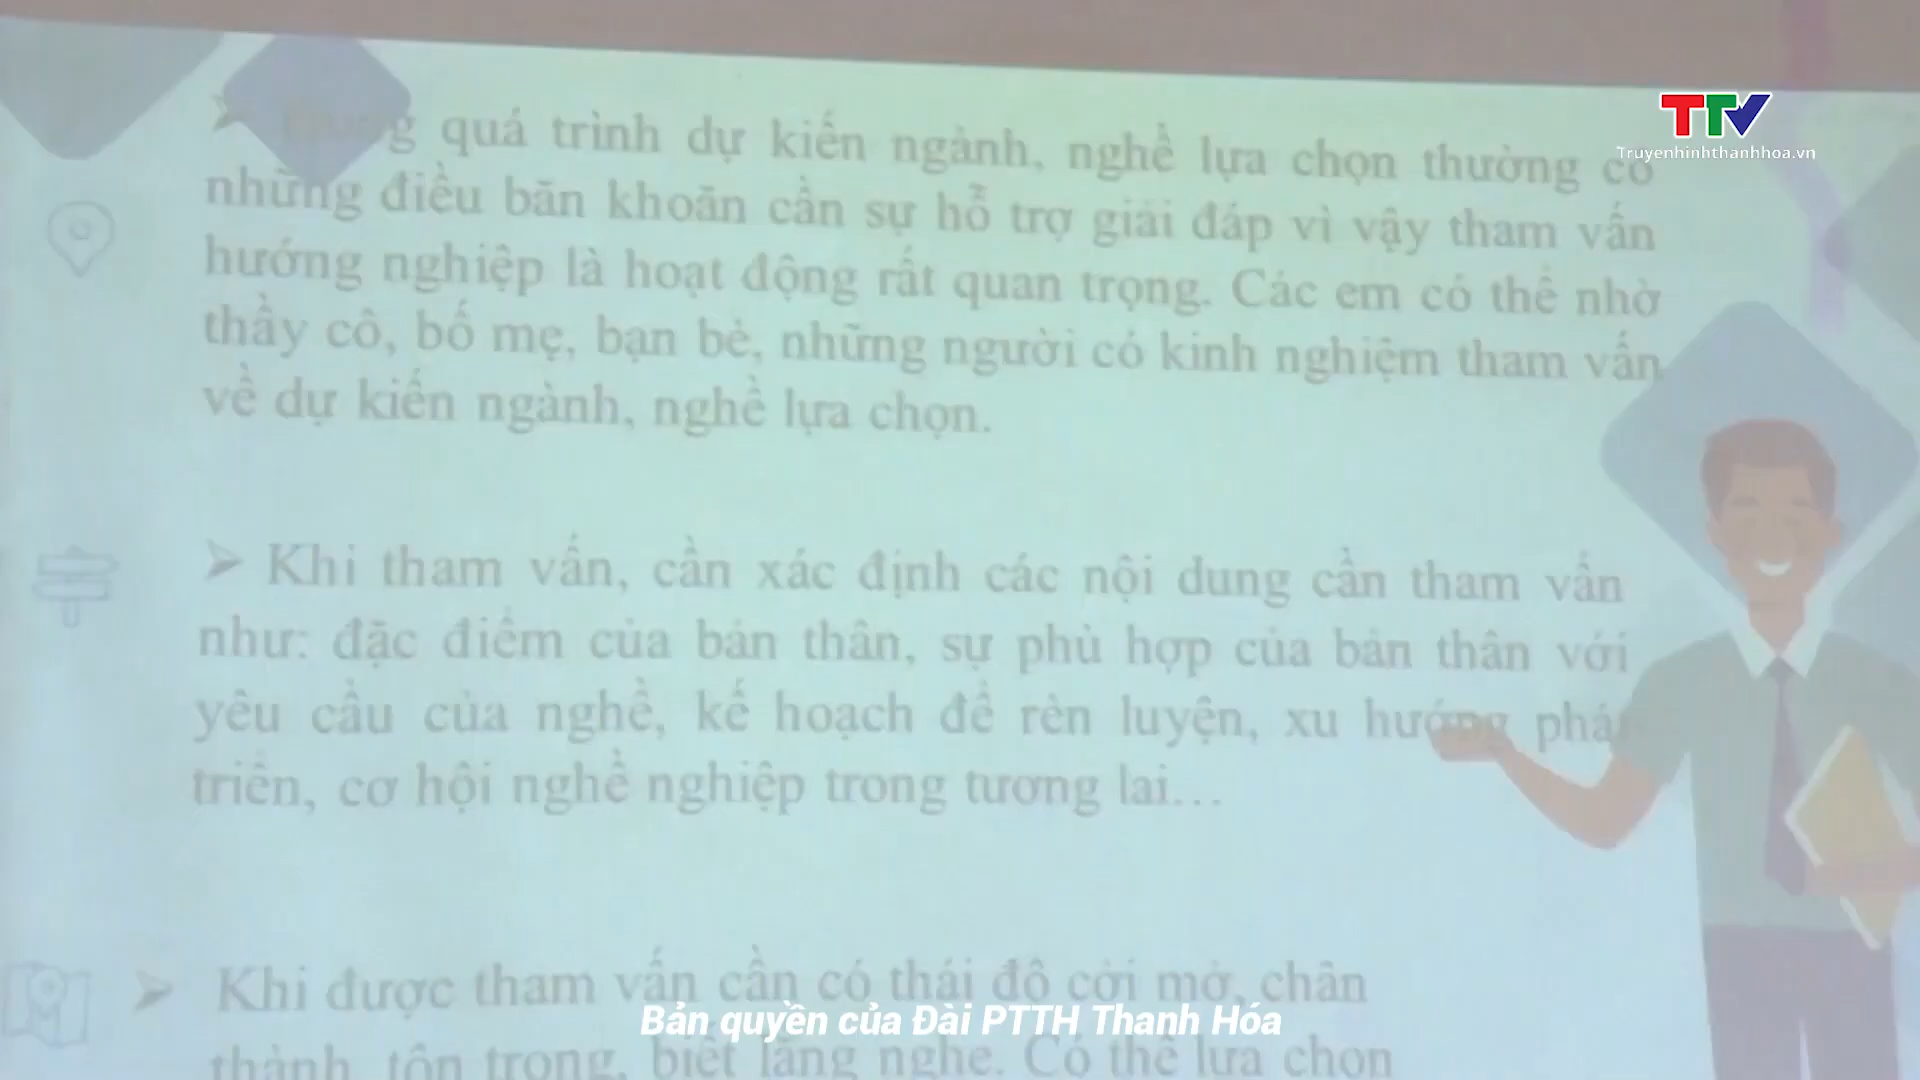 TTV
Truyenhinhthanhhoa.vn
quá trình dự kiến ngành, nghề lựa chọn thường có
những điều băn khoăn cần sự hỗ trợ giải đáp vì vậy tham vấn
hướng nghiệp là hoạt động rất quan trọng. Các em có thể nhờ
thầy cô, bố mẹ, bạn bè, những người có kinh nghiệm tham vấn
về dự kiến ngành, nghề lựa chọn.
➤ Khi tham vấn, cần xác định các nội dung cần tham vấn
như: đặc điểm của bản thân, sự phù hợp của bản thân với
yêu cầu của nghề, kế hoạch để rèn luyện, xu hướng phát
triển, cơ hội nghề nghiệp trong tương lai...
➤ Khi được tham vấn cần có thái độ cởi mở, chân
Bản quyền của Đài PTTH Thanh Hóa
thành, tôn trọng, biết lắng nghe. Có thể lựa chọn